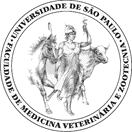 UNIVERSIDADE DE SÃO PAULO
FACULDADE DE MEDICINA VETERINÁRIA E ZOOTECNIA